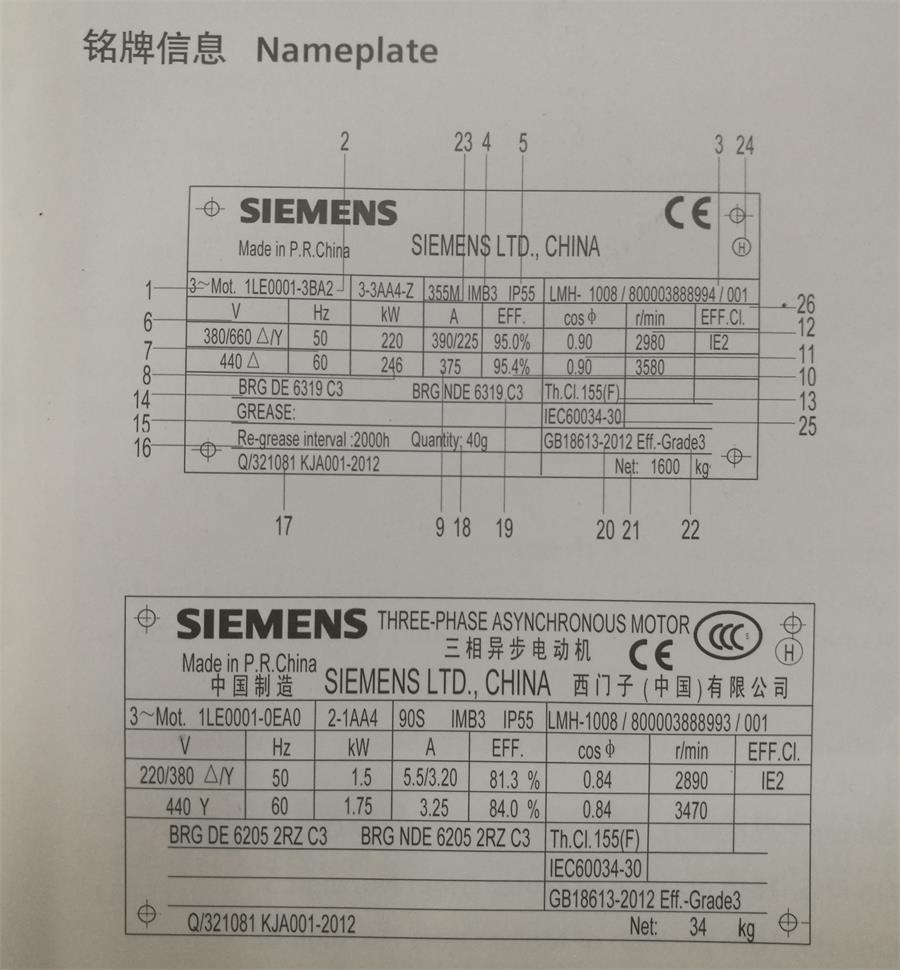 铭牌信息 Nameplate
2 23 4 5 3 24
SIEMENS CE
Made in P.R.China SIEMENS LTD., CHINA H
1 3~Mot. 1LE0001-3BA2 3-3AA4-Z 355M IMB3 IP55 LMH- 1008 / 800003888994 / 001 26
6 V Hz kW A EFF. cosϕ r/min EFF.Cl. 12
7 380/660 △/Y 50 220 390/225 95.0% 0.90 2980 IE2 11
8 440 △ 60 246 375 95.4% 0.90 3580 10
14 BRG DE 6319 C3 BRG NDE 6319 C3 Th.Cl.155(F) 13
15 GREASE: IEC60034-30 25
16 Re-grease interval :2000h Quantity: 40g GB18613-2012 Eff.-Grade3
Q/321081 KJA001-2012 Net: 1600 kg
17 9 18 19 20 21 22
SIEMENS THREE-PHASE ASYNCHRONOUS MOTOR CCC S
三相异步电动机 CE H
Made in P.R.China
中国制造 SIEMENS LTD., CHINA 西门子(中国)有限公司
3~Mot. 1LE0001-0EA0 2-1AA4 90S IMB3 IP55 LMH-1008 / 800003888993 / 001
V Hz kW A EFF. cosϕ r/min EFF.Cl.
220/380 △/Y 50 1.5 5.5/3.20 81.3 % 0.84 2890 IE2
440 Y 60 1.75 3.25 84.0 % 0.84 3470
BRG DE 6205 2RZ C3 BRG NDE 6205 2RZ C3 Th.Cl.155(F)
IEC60034-30
GB18613-2012 Eff.-Grade3
Q/321081 KJA001-2012 Net: 34 kg